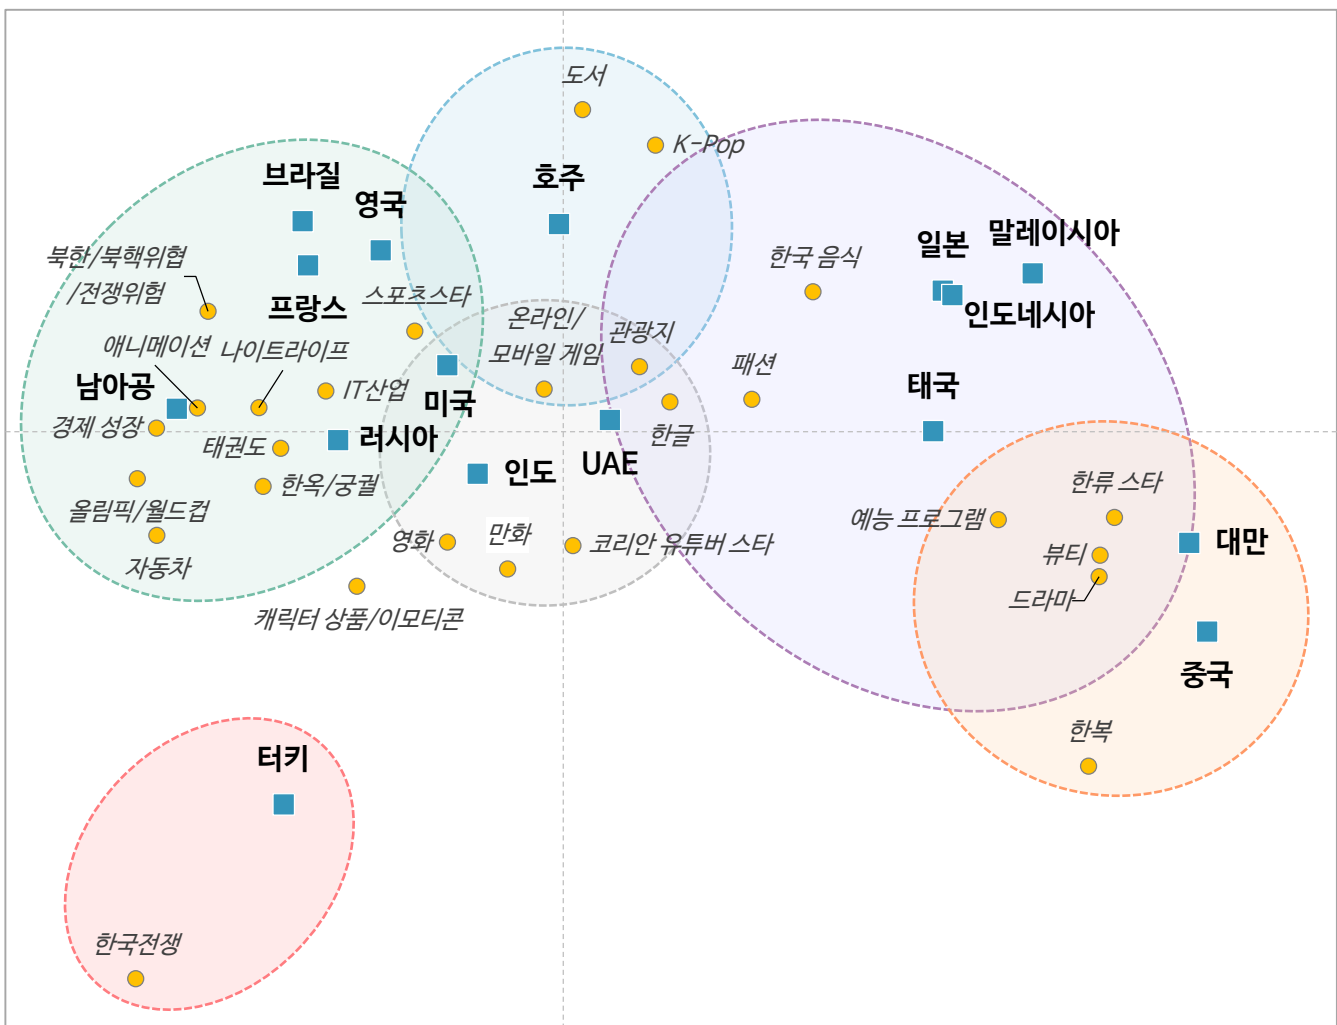 도서
K-Pop
브라질
호주
영국
말레이시아
일본
북한/북핵위협
/전쟁위험
한국 음식
스포츠스타
프랑스
온라인/
모바일 게임
인도네시아
관광지
애니메이션
나이트라이프
패션
남아공
IT산업
미국
태국
경제 성장
러시아
한글
태권도
UAE
인도
한옥/궁궐
한류 스타
올림픽/월드컵
예능 프로그램
영화
만화
코리안 유튜버 스타
대만
뷰티
자동차
드라마
캐릭터 상품/이모티콘
중국
한복
터키
한국전쟁